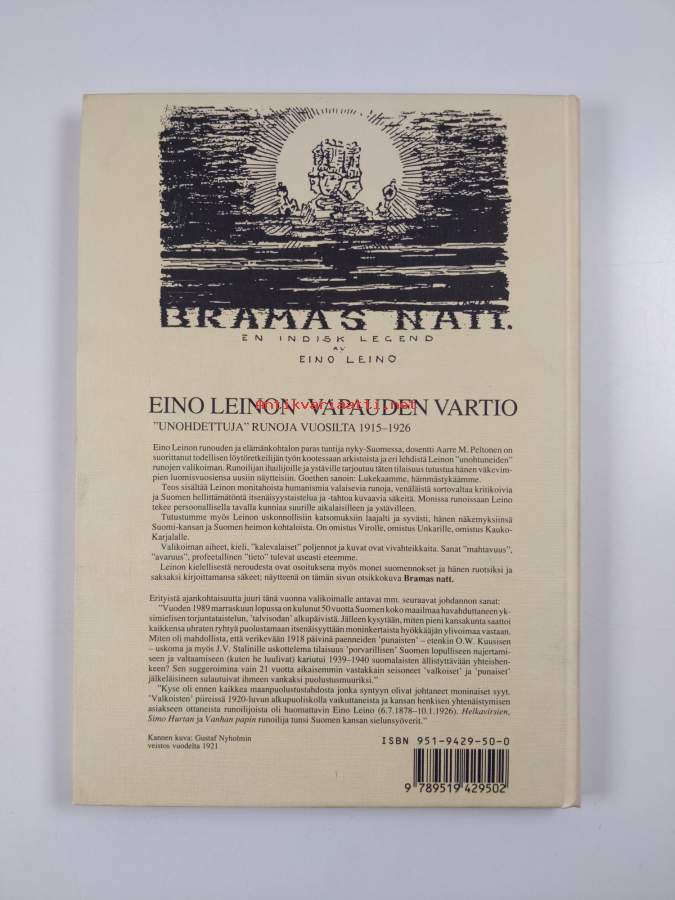 BRAMAS NATT.
EN INDISK LEGEND
AV
EINO LEINO
EINO LEINON VAPAUDEN VARTIO
antikvariaatti.net
"UNOHDETTUJA" RUNOJA VUOSILTA 1915–1926
Eino Leinon runouden ja elämänkohtalon paras tuntija nyky-Suomessa, dosentti Aarre M. Peltonen on
suorittanut todellisen löytöretkeilijän työn kootessaan arkistoista ja eri lehdistä Leinon "unohtuneiden"
runojen valikoiman. Runoilijan ihailijoille ja ystäville tarjoutuu täten tilaisuus tutustua hänen väkevim-
pien luomisvuosiensa uusiin näytteisiin. Goethen sanoin: Lukekaamme, hämmästykäämme.
Teos sisältää Leinon monitahoista humanismia valaisevia runoja, venäläistä sortovaltaa kritikoivia
ja Suomen hellittämätöntä itsenäisyystaistelua ja -tahtoa kuvaavia säkeitä. Monissa runoissaan Leino
tekee persoonallisella tavalla kunniaa suurille aikalaisilleen ja ystävilleen.
Tutustumme myös Leinon uskonnollisiin katsomuksiin laajalti ja syvästi, hänen näkemyksiinsä
Suomi-kansan ja Suomen heimon kohtaloista. On omistus Virolle, omistus Unkarille, omistus Kauko-
Karjalalle.
Valikoiman aiheet, kieli, "kalevalaiset" poljennot ja kuvat ovat vivahteikkaita. Sanat "mahtavuus",
"avaruus", profeetallinen "tieto" tulevat useasti eteemme.
Leinon kielellisestä neroudesta ovat osoituksena myös monet suomennokset ja hänen ruotsiksi ja
saksaksi kirjoittamansa säkeet; näytteenä on tämän sivun otsikkokuva Bramas natt.
Erityistä ajankohtaisuutta juuri tänä vuonna valikoimalle antavat mm. seuraavat johdannon sanat:
"Vuoden 1989 marraskuun lopussa on kulunut 50 vuotta Suomen koko maailmaa havahduttaneen yk-
simielisen torjuntataistelun, 'talvisodan' alkupäivistä. Jälleen kysytään, miten pieni kansakunta saattoi
kaikkensa uhraten ryhtyä puolustamaan itsenäisyyttään moninkertaista hyökkääjän ylivoimaa vastaan.
Miten oli mahdollista, että verikevään 1918 päivinä paenneiden 'punaisten' – etenkin O.W. Kuusisen
– uskoma ja myös J.V. Stalinille uskottelema tilaisuus 'porvarillisen' Suomen lopulliseen nujertami-
seen ja valtaamiseen (kuten he luulivat) kariutui 1939–1940 suomalaisten ällistyttävään yhteishen-
keen? Sen suggeroimina vain 21 vuotta aikaisemmin vastakkain seisoneet 'valkoiset' ja 'punaiset'
jälkeläisineen sulautuivat ihmeen vankaksi puolustusmuuriksi."
"Kyse oli ennen kaikkea maanpuolustustahdosta jonka syntyyn olivat johtaneet moninaiset syyt.
'Valkoisten' piireissä 1920-luvun alkupuoliskolla vaikuttaneista ja kansan henkisen yhtenäistymisen
asiakseen ottaneista runoilijoista oli huomattavin Eino Leino (6.7.1878–10.1.1926). Helkavirsien,
Simo Hurtan ja Vanhan papin runoilija tunsi Suomen kansan sielunsyöverit."
Kannen kuva: Gustaf Nyholmin
veistos vuodelta 1921
ISBN 951-9429-50-0
9 789519 429502